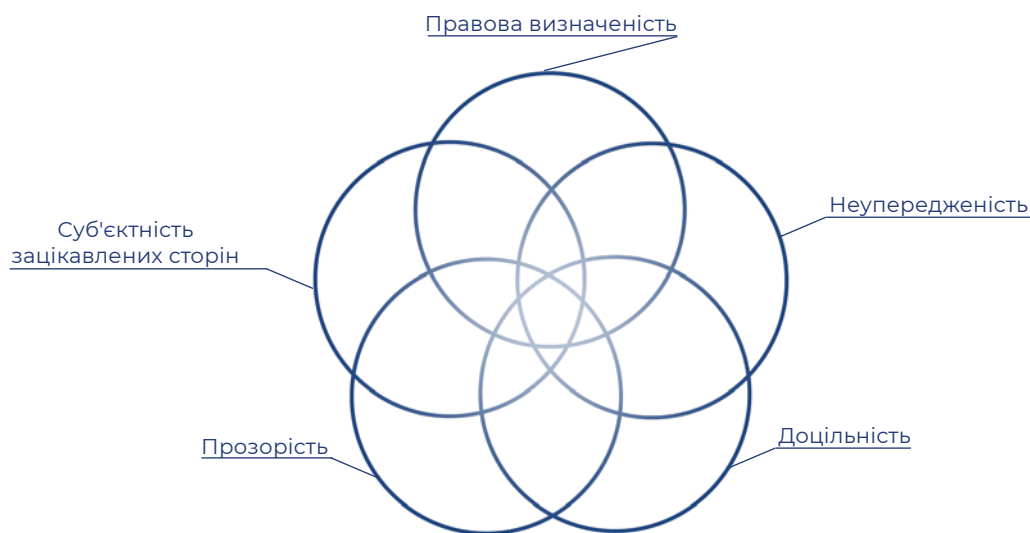 Правова визначеність
Неупередженість
Суб'єктність
зацікавлених сторін
Прозорість
Доцільність